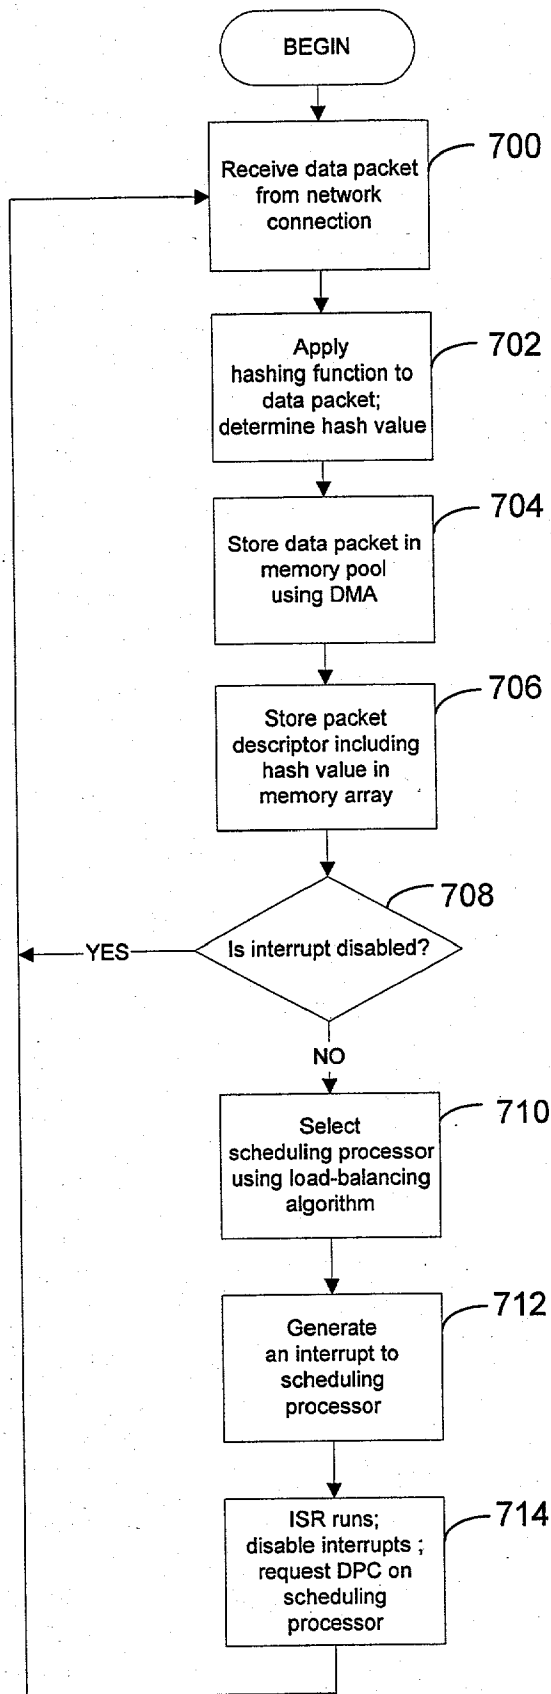 BEGIN
700
Receive data packet
from network
connection
702
Apply
hashing function to
data packet;
determine hash value
704
Store data packet in
memory pool
using DMA
706
Store packet
descriptor including
hash value in
memory array
708
Is interrupt disabled?
YES
NO
710
Select
scheduling processor
using load-balancing
algorithm
712
Generate
an interrupt to
scheduling
processor
714
ISR runs;
disable interrupts ;
request DPC on
scheduling
processor